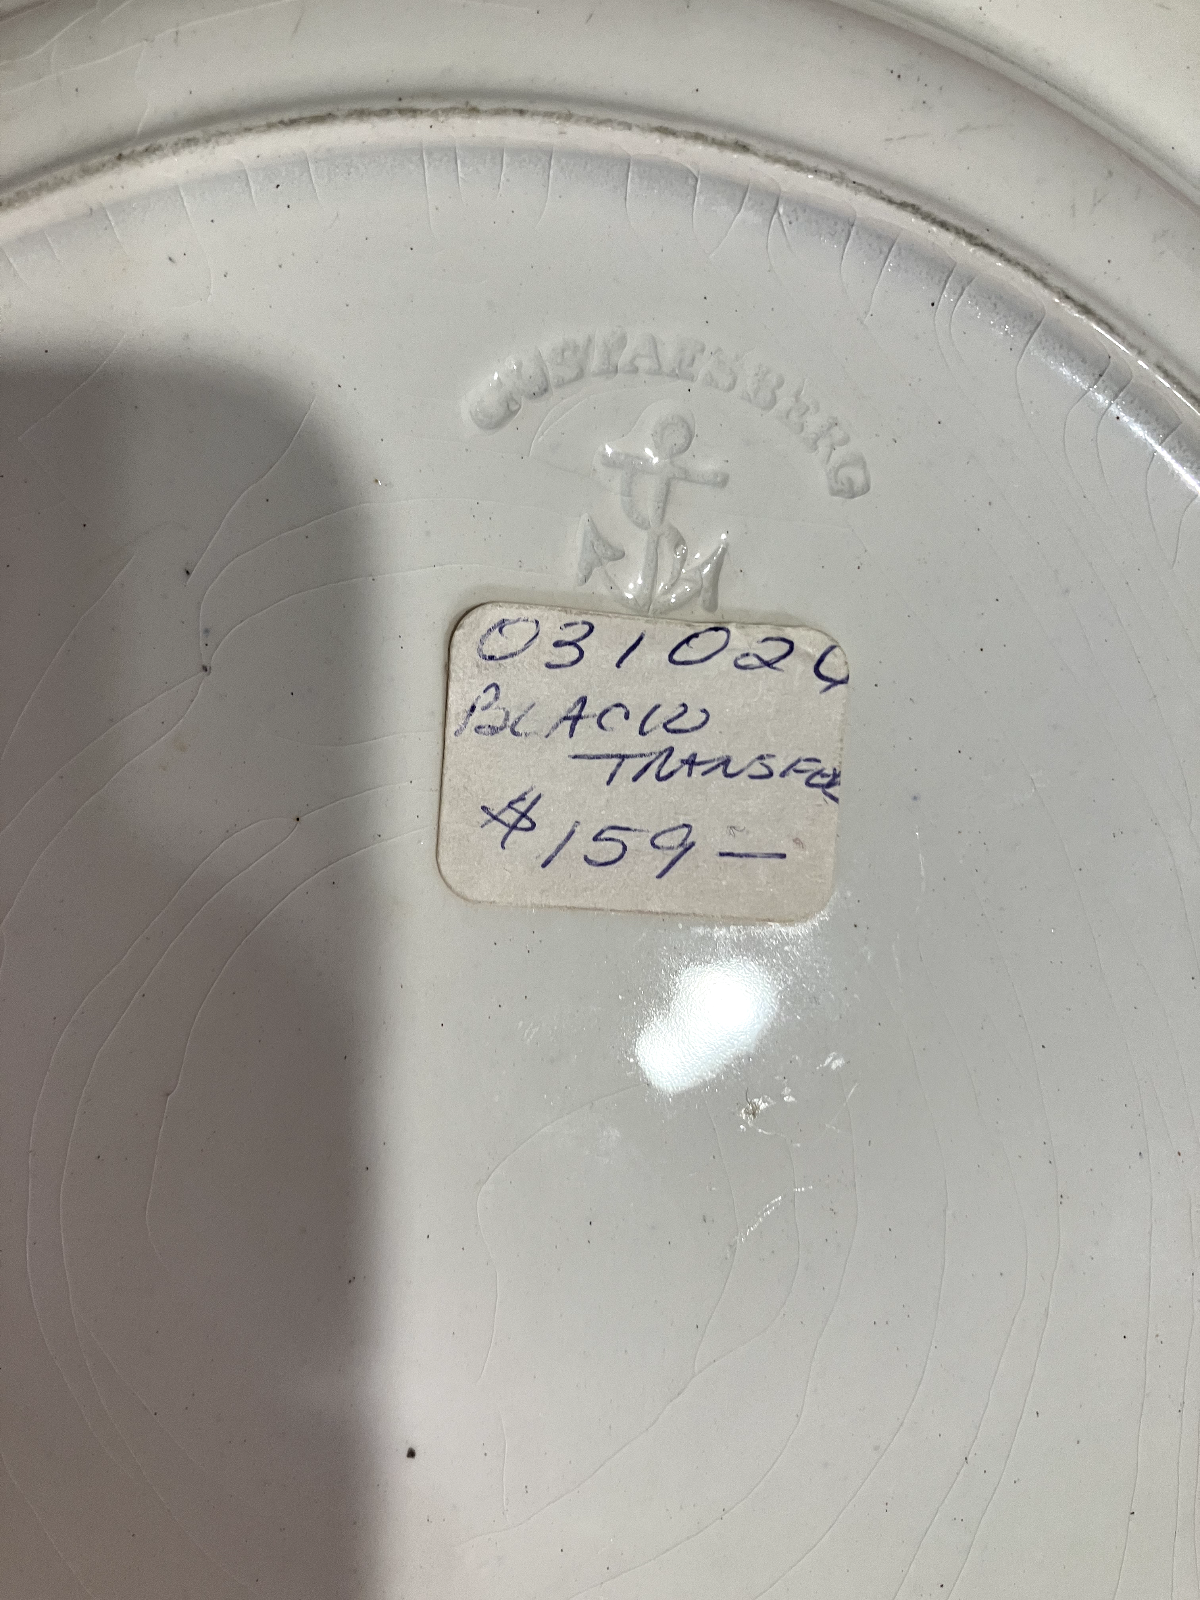 GUSTAFSBERG
031024
BLACK
TRANSFER
$159—